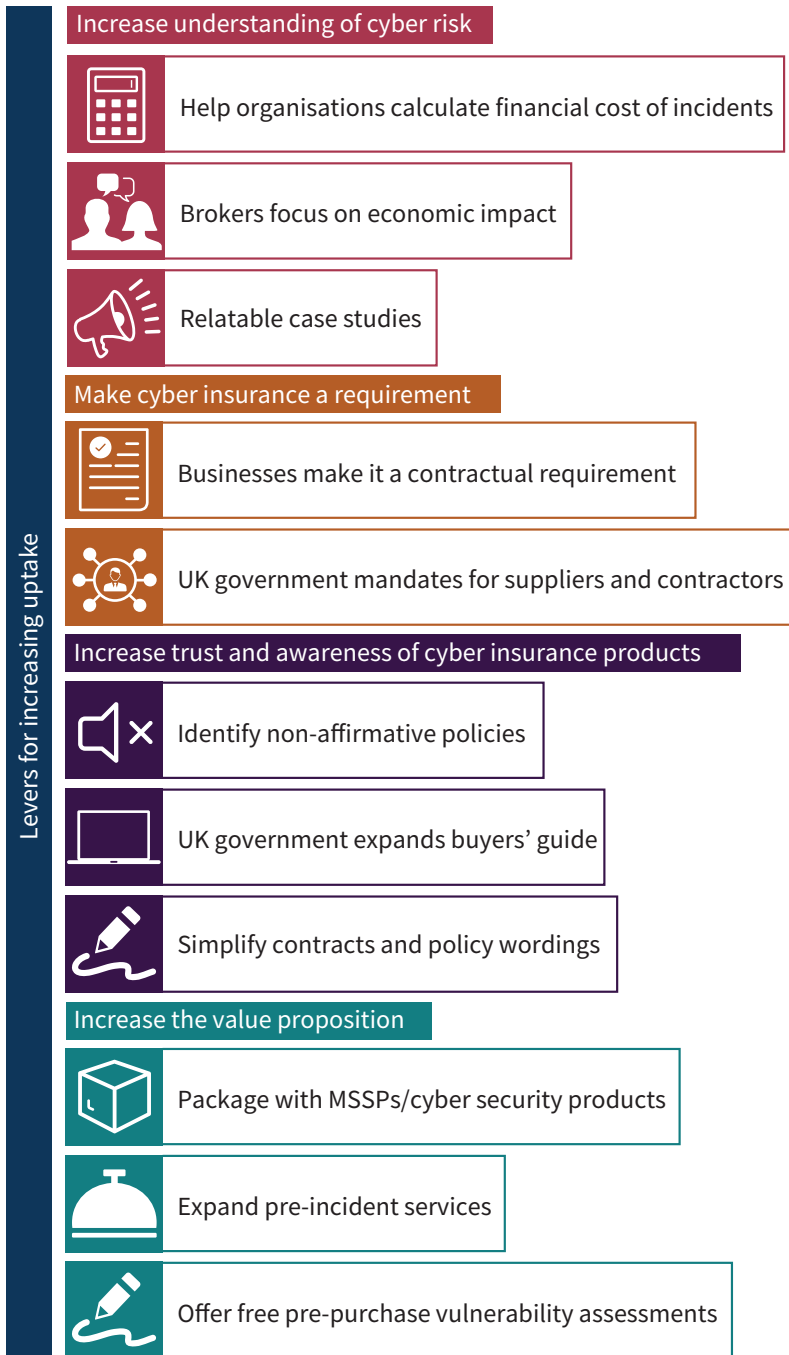 Levers for increasing uptake
Increase understanding of cyber risk
Help organisations calculate financial cost of incidents
Brokers focus on economic impact
Relatable case studies
Make cyber insurance a requirement
Businesses make it a contractual requirement
UK government mandates for suppliers and contractors
Increase trust and awareness of cyber insurance products
Identify non-affirmative policies
UK government expands buyers’ guide
Simplify contracts and policy wordings
Increase the value proposition
Package with MSSPs/cyber security products
Expand pre-incident services
Offer free pre-purchase vulnerability assessments